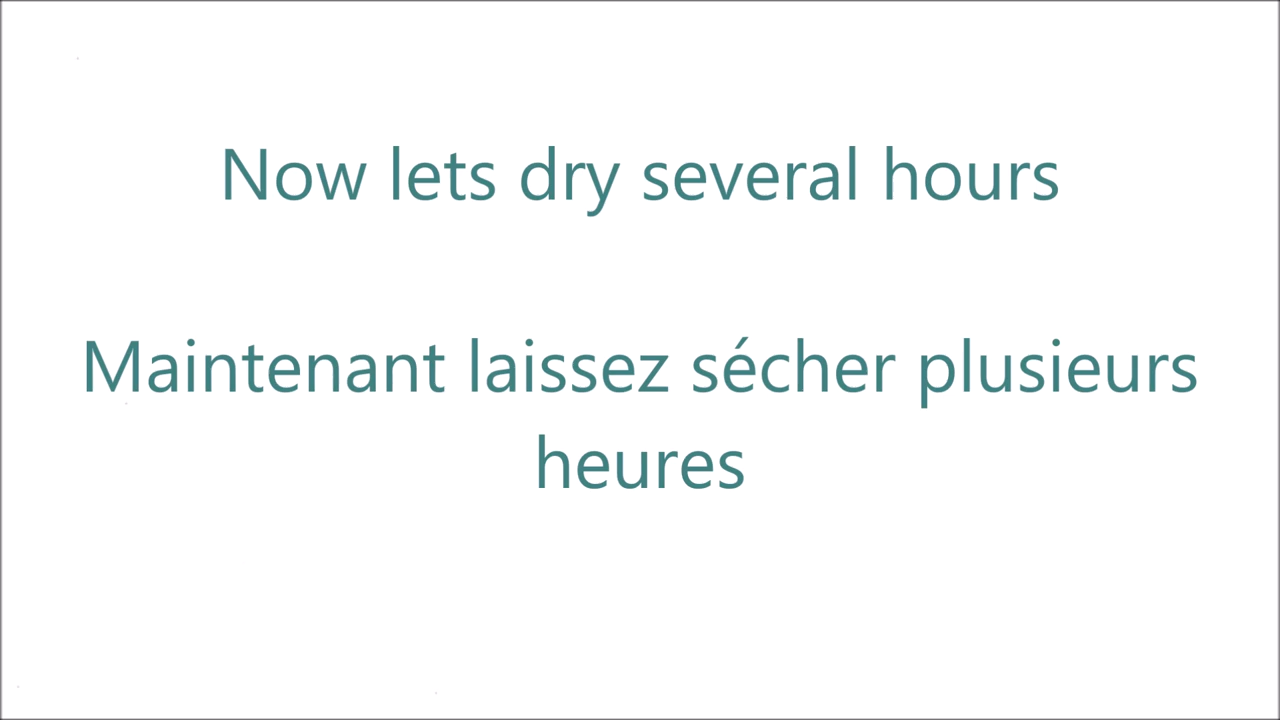 Now lets dry several hours
Maintenant laissez sécher plusieurs
heures